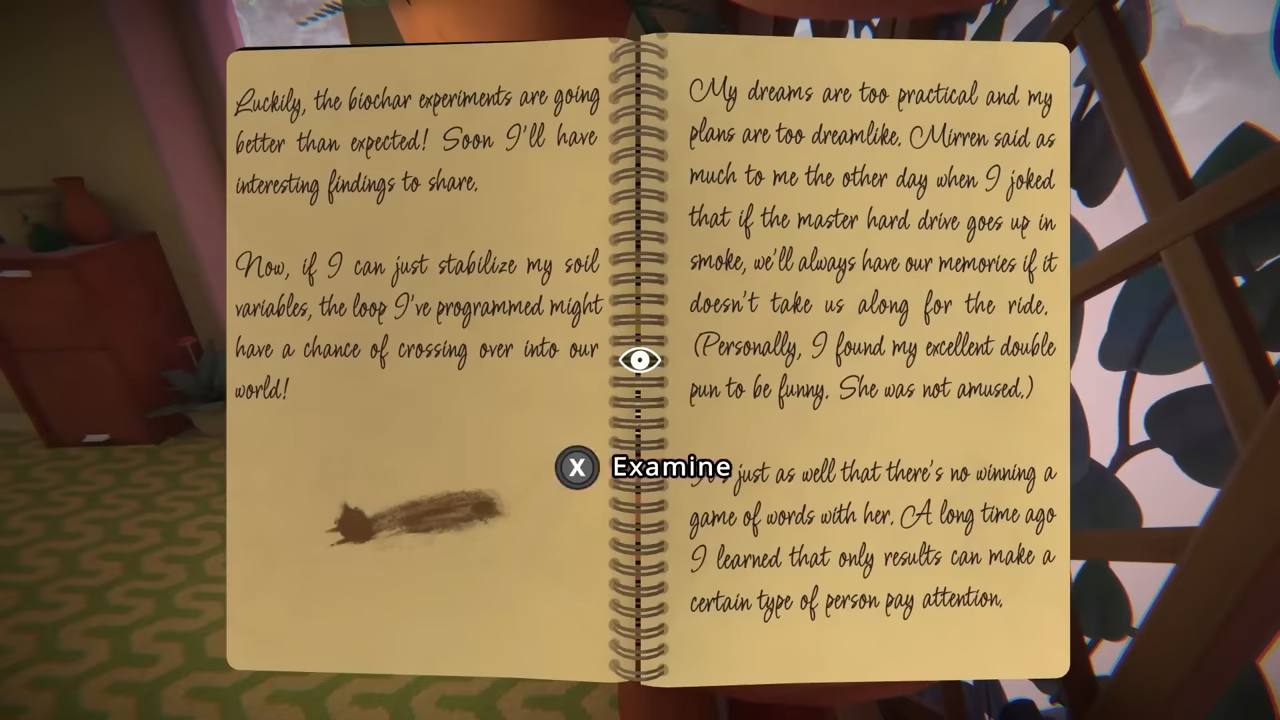 Luckily, the biochar experiments are going
better than expected! Soon I'll have
interesting findings to share.
Now, if I can just stabilize my soil
variables, the loop I've programmed might
have a chance of crossing over into our
world!
My dreams are too practical and my
plans are too dreamlike. Mirren said as
much to me the other day when I joked
that if the master hard drive goes up in
smoke, we'll always have our memories if it
doesn't take us along for the ride.
(Personally, I found my excellent double
pun to be funny. She was not amused.)
X Examine
just as well that there's no winning a
game of words with her. A long time ago
I learned that only results can make a
certain type of person pay attention.